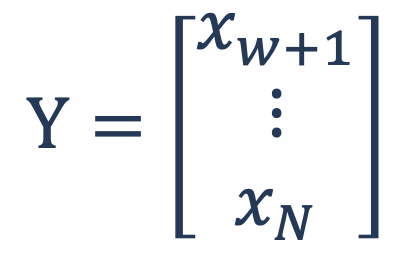 x_{w+1}
Y = [ ⋮ ]
x_N